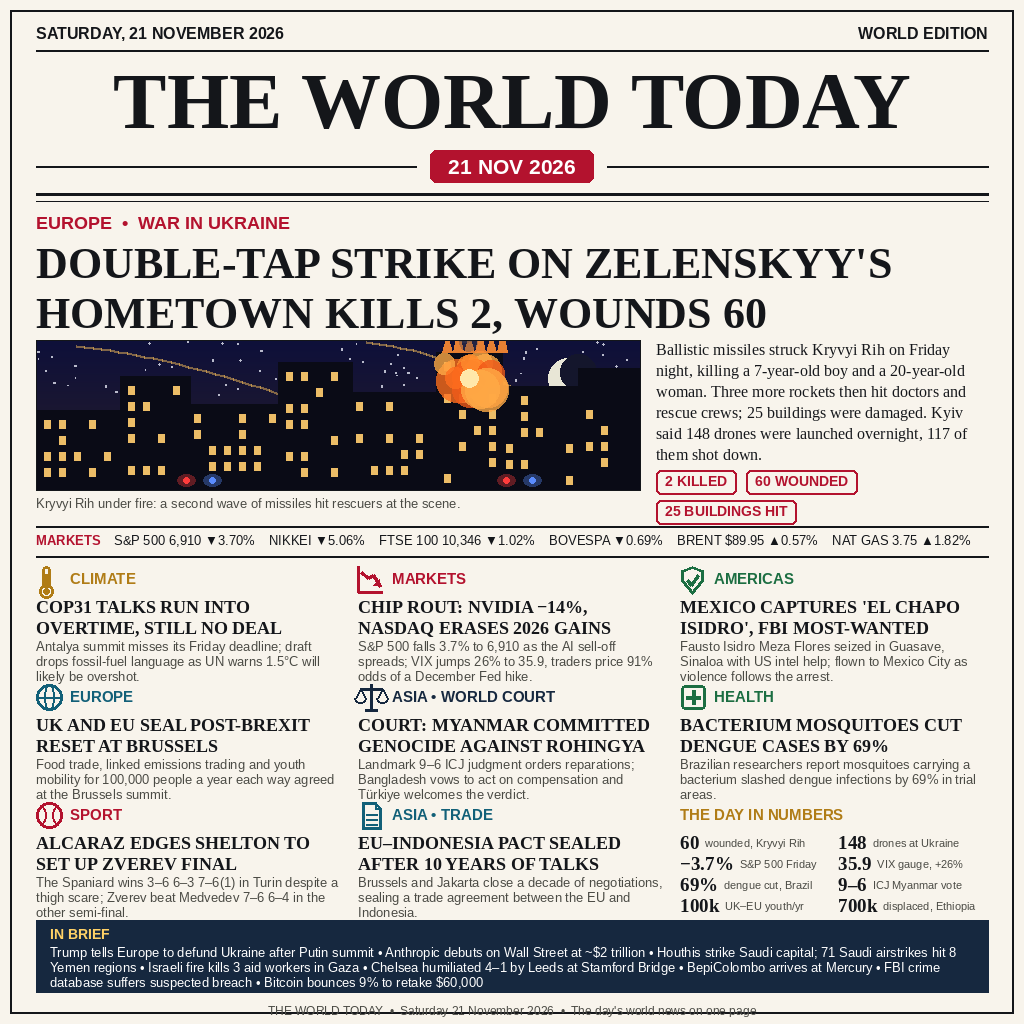 SATURDAY, 21 NOVEMBER 2026
WORLD EDITION
THE WORLD TODAY
21 NOV 2026
EUROPE • WAR IN UKRAINE
DOUBLE-TAP STRIKE ON ZELENSKYY'S
HOMETOWN KILLS 2, WOUNDS 60
Ballistic missiles struck Kryvyi Rih on Friday
night, killing a 7-year-old boy and a 20-year-old
woman. Three more rockets then hit doctors and
rescue crews; 25 buildings were damaged. Kyiv
said 148 drones were launched overnight, 117 of
them shot down.
2 KILLED
60 WOUNDED
25 BUILDINGS HIT
Kryvyi Rih under fire: a second wave of missiles hit rescuers at the scene.
MARKETS S&P 500 6,910 ▼3.70% NIKKEI ▼5.06% FTSE 100 10,346 ▼1.02% BOVESPA ▼0.69% BRENT $89.95 ▲0.57% NAT GAS 3.75 ▲1.82%
CLIMATE
COP31 TALKS RUN INTO
OVERTIME, STILL NO DEAL
Antalya summit misses its Friday deadline; draft
drops fossil-fuel language as UN warns 1.5°C will
likely be overshot.
MARKETS
CHIP ROUT: NVIDIA −14%,
NASDAQ ERASES 2026 GAINS
S&P 500 falls 3.7% to 6,910 as the AI sell-off
spreads; VIX jumps 26% to 35.9, traders price 91%
odds of a December Fed hike.
AMERICAS
MEXICO CAPTURES 'EL CHAPO
ISIDRO', FBI MOST-WANTED
Fausto Isidro Meza Flores seized in Guasave,
Sinaloa with US intel help; flown to Mexico City as
violence follows the arrest.
EUROPE
UK AND EU SEAL POST-BREXIT
RESET AT BRUSSELS
Food trade, linked emissions trading and youth
mobility for 100,000 people a year each way agreed
at the Brussels summit.
ASIA • WORLD COURT
COURT: MYANMAR COMMITTED
GENOCIDE AGAINST ROHINGYA
Landmark 9–6 ICJ judgment orders reparations;
Bangladesh vows to act on compensation and
Türkiye welcomes the verdict.
HEALTH
BACTERIUM MOSQUITOES CUT
DENGUE CASES BY 69%
Brazilian researchers report mosquitoes carrying a
bacterium slashed dengue infections by 69% in trial
areas.
SPORT
ALCARAZ EDGES SHELTON TO
SET UP ZVEREV FINAL
The Spaniard wins 3–6 6–3 7–6(1) in Turin despite a
thigh scare; Zverev beat Medvedev 7–6 6–4 in the
other semi-final.
ASIA • TRADE
EU–INDONESIA PACT SEALED
AFTER 10 YEARS OF TALKS
Brussels and Jakarta close a decade of negotiations,
sealing a trade agreement between the EU and
Indonesia.
THE DAY IN NUMBERS
60 wounded, Kryvyi Rih
148 drones at Ukraine
−3.7% S&P 500 Friday
35.9 VIX gauge, +26%
69% dengue cut, Brazil
9–6 ICJ Myanmar vote
100k UK–EU youth/yr
700k displaced, Ethiopia
IN BRIEF
Trump tells Europe to defund Ukraine after Putin summit • Anthropic debuts on Wall Street at ~$2 trillion • Houthis strike Saudi capital; 71 Saudi airstrikes hit 8
Yemen regions • Israeli fire kills 3 aid workers in Gaza • Chelsea humiliated 4–1 by Leeds at Stamford Bridge • BepiColombo arrives at Mercury • FBI crime
database suffers suspected breach • Bitcoin bounces 9% to retake $60,000
THE WORLD TODAY • Saturday 21 November 2026 • The day's world news on one page